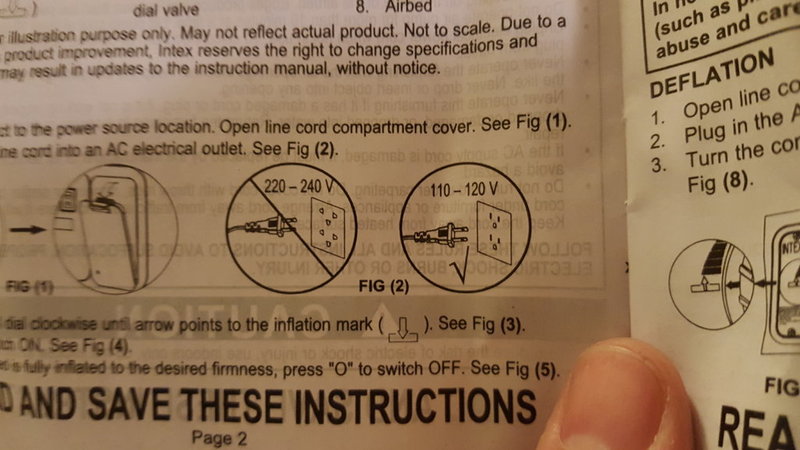 dial valve
8. Airbed
illustration purpose only. May not reflect actual product. Not to scale. Due to a
product improvement, Intex reserves the right to change specifications and
may result in updates to the instruction manual, without notice.
to the power source location. Open line cord compartment cover. See Fig (1).
cord into an AC electrical outlet. See Fig (2).
220 – 240 V
110 – 120 V
FIG (1)
FIG (2)
dial clockwise until arrow points to the inflation mark ( ). See Fig (3).
ON. See Fig (4).
is fully inflated to the desired firmness, press "O" to switch OFF. See Fig (5).
AND SAVE THESE INSTRUCTIONS
Page 2
(such as
abuse and care
DEFLATION
1. Open line
2. Plug in the
3. Turn the
Fig (8).
INTE
FIG
REA